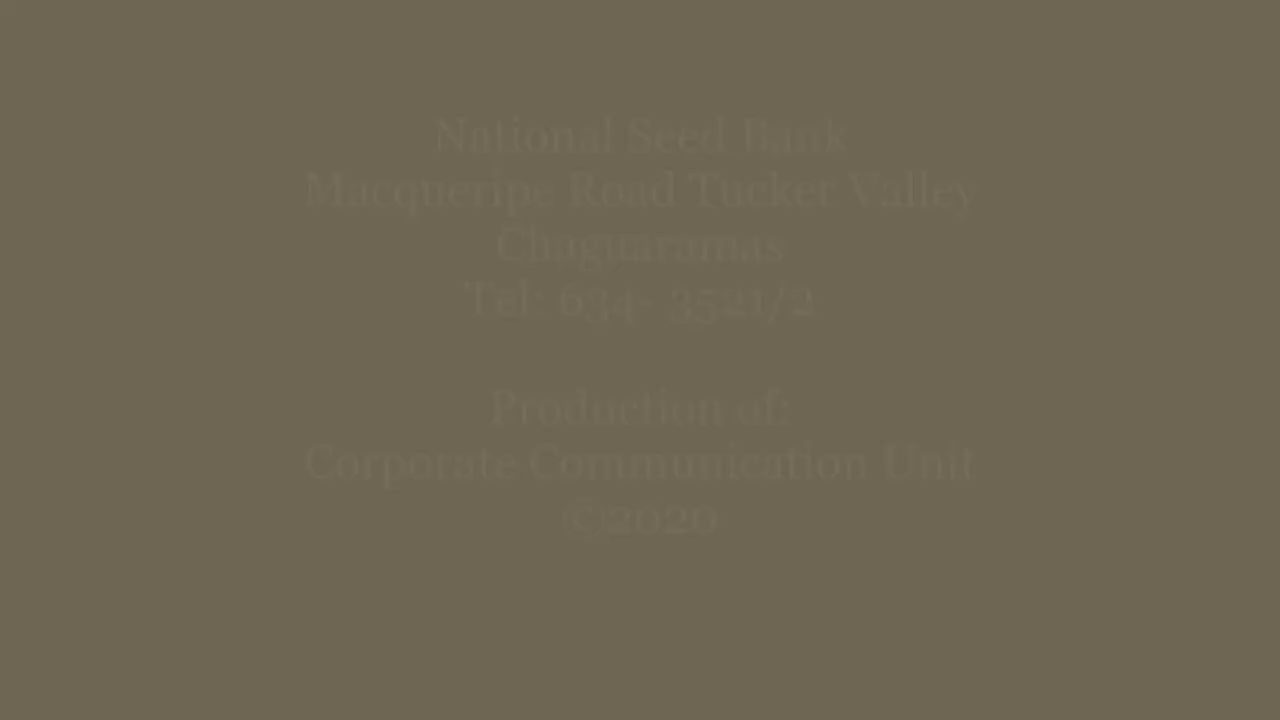 National Seed Bank
Macqueripe Road Tucker Valley
Chaguaramas
Tel: 634- 3521/2
Production of:
Corporate Communication Unit
©2020